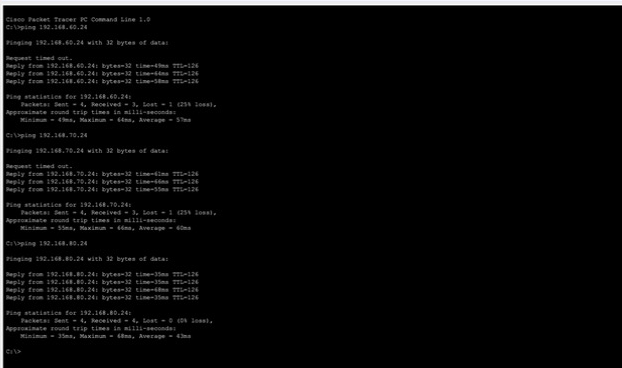 Cisco Packet Tracer PC Command Line 1.0
C:\>ping 192.168.60.24
Pinging 192.168.60.24 with 32 bytes of data:
Request timed out.
Reply from 192.168.60.24: bytes=32 time=49ms TTL=126
Reply from 192.168.60.24: bytes=32 time=64ms TTL=126
Reply from 192.168.60.24: bytes=32 time=58ms TTL=126
Ping statistics for 192.168.60.24:
Packets: Sent = 4, Received = 3, Lost = 1 (25% loss),
Approximate round trip times in milli-seconds:
Minimum = 49ms, Maximum = 64ms, Average = 57ms
C:\>ping 192.168.70.24
Pinging 192.168.70.24 with 32 bytes of data:
Request timed out.
Reply from 192.168.70.24: bytes=32 time=61ms TTL=126
Reply from 192.168.70.24: bytes=32 time=66ms TTL=126
Reply from 192.168.70.24: bytes=32 time=55ms TTL=126
Ping statistics for 192.168.70.24:
Packets: Sent = 4, Received = 3, Lost = 1 (25% loss),
Approximate round trip times in milli-seconds:
Minimum = 55ms, Maximum = 66ms, Average = 60ms
C:\>ping 192.168.80.24
Pinging 192.168.80.24 with 32 bytes of data:
Reply from 192.168.80.24: bytes=32 time=35ms TTL=126
Reply from 192.168.80.24: bytes=32 time=35ms TTL=126
Reply from 192.168.80.24: bytes=32 time=68ms TTL=126
Reply from 192.168.80.24: bytes=32 time=35ms TTL=126
Ping statistics for 192.168.80.24:
Packets: Sent = 4, Received = 4, Lost = 0 (0% loss),
Approximate round trip times in milli-seconds:
Minimum = 35ms, Maximum = 68ms, Average = 43ms
C:\>